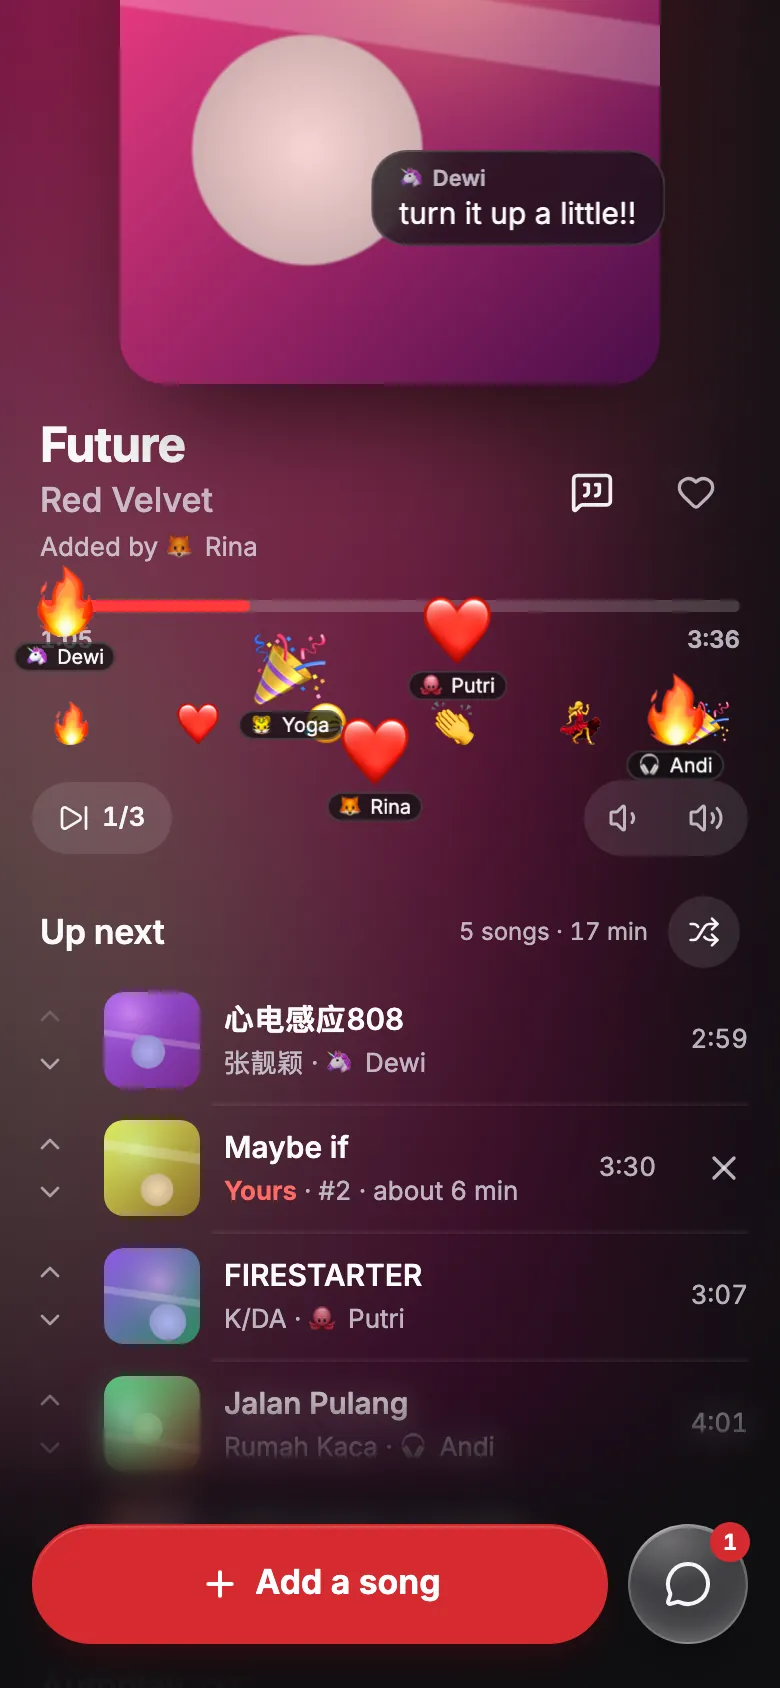 Dewi
turn it up a little!!
Future
Red Velvet
Added by Rina
1:05
3:36
Dewi
Putri
Yoga
Andi
Rina
1/3
Up next
5 songs · 17 min
心电感应808
张靓颖 · Dewi
2:59
Maybe if
Yours · #2 · about 6 min
3:30
FIRESTARTER
K/DA · Putri
3:07
Jalan Pulang
Rumah Kaca · Andi
4:01
Add a song
1